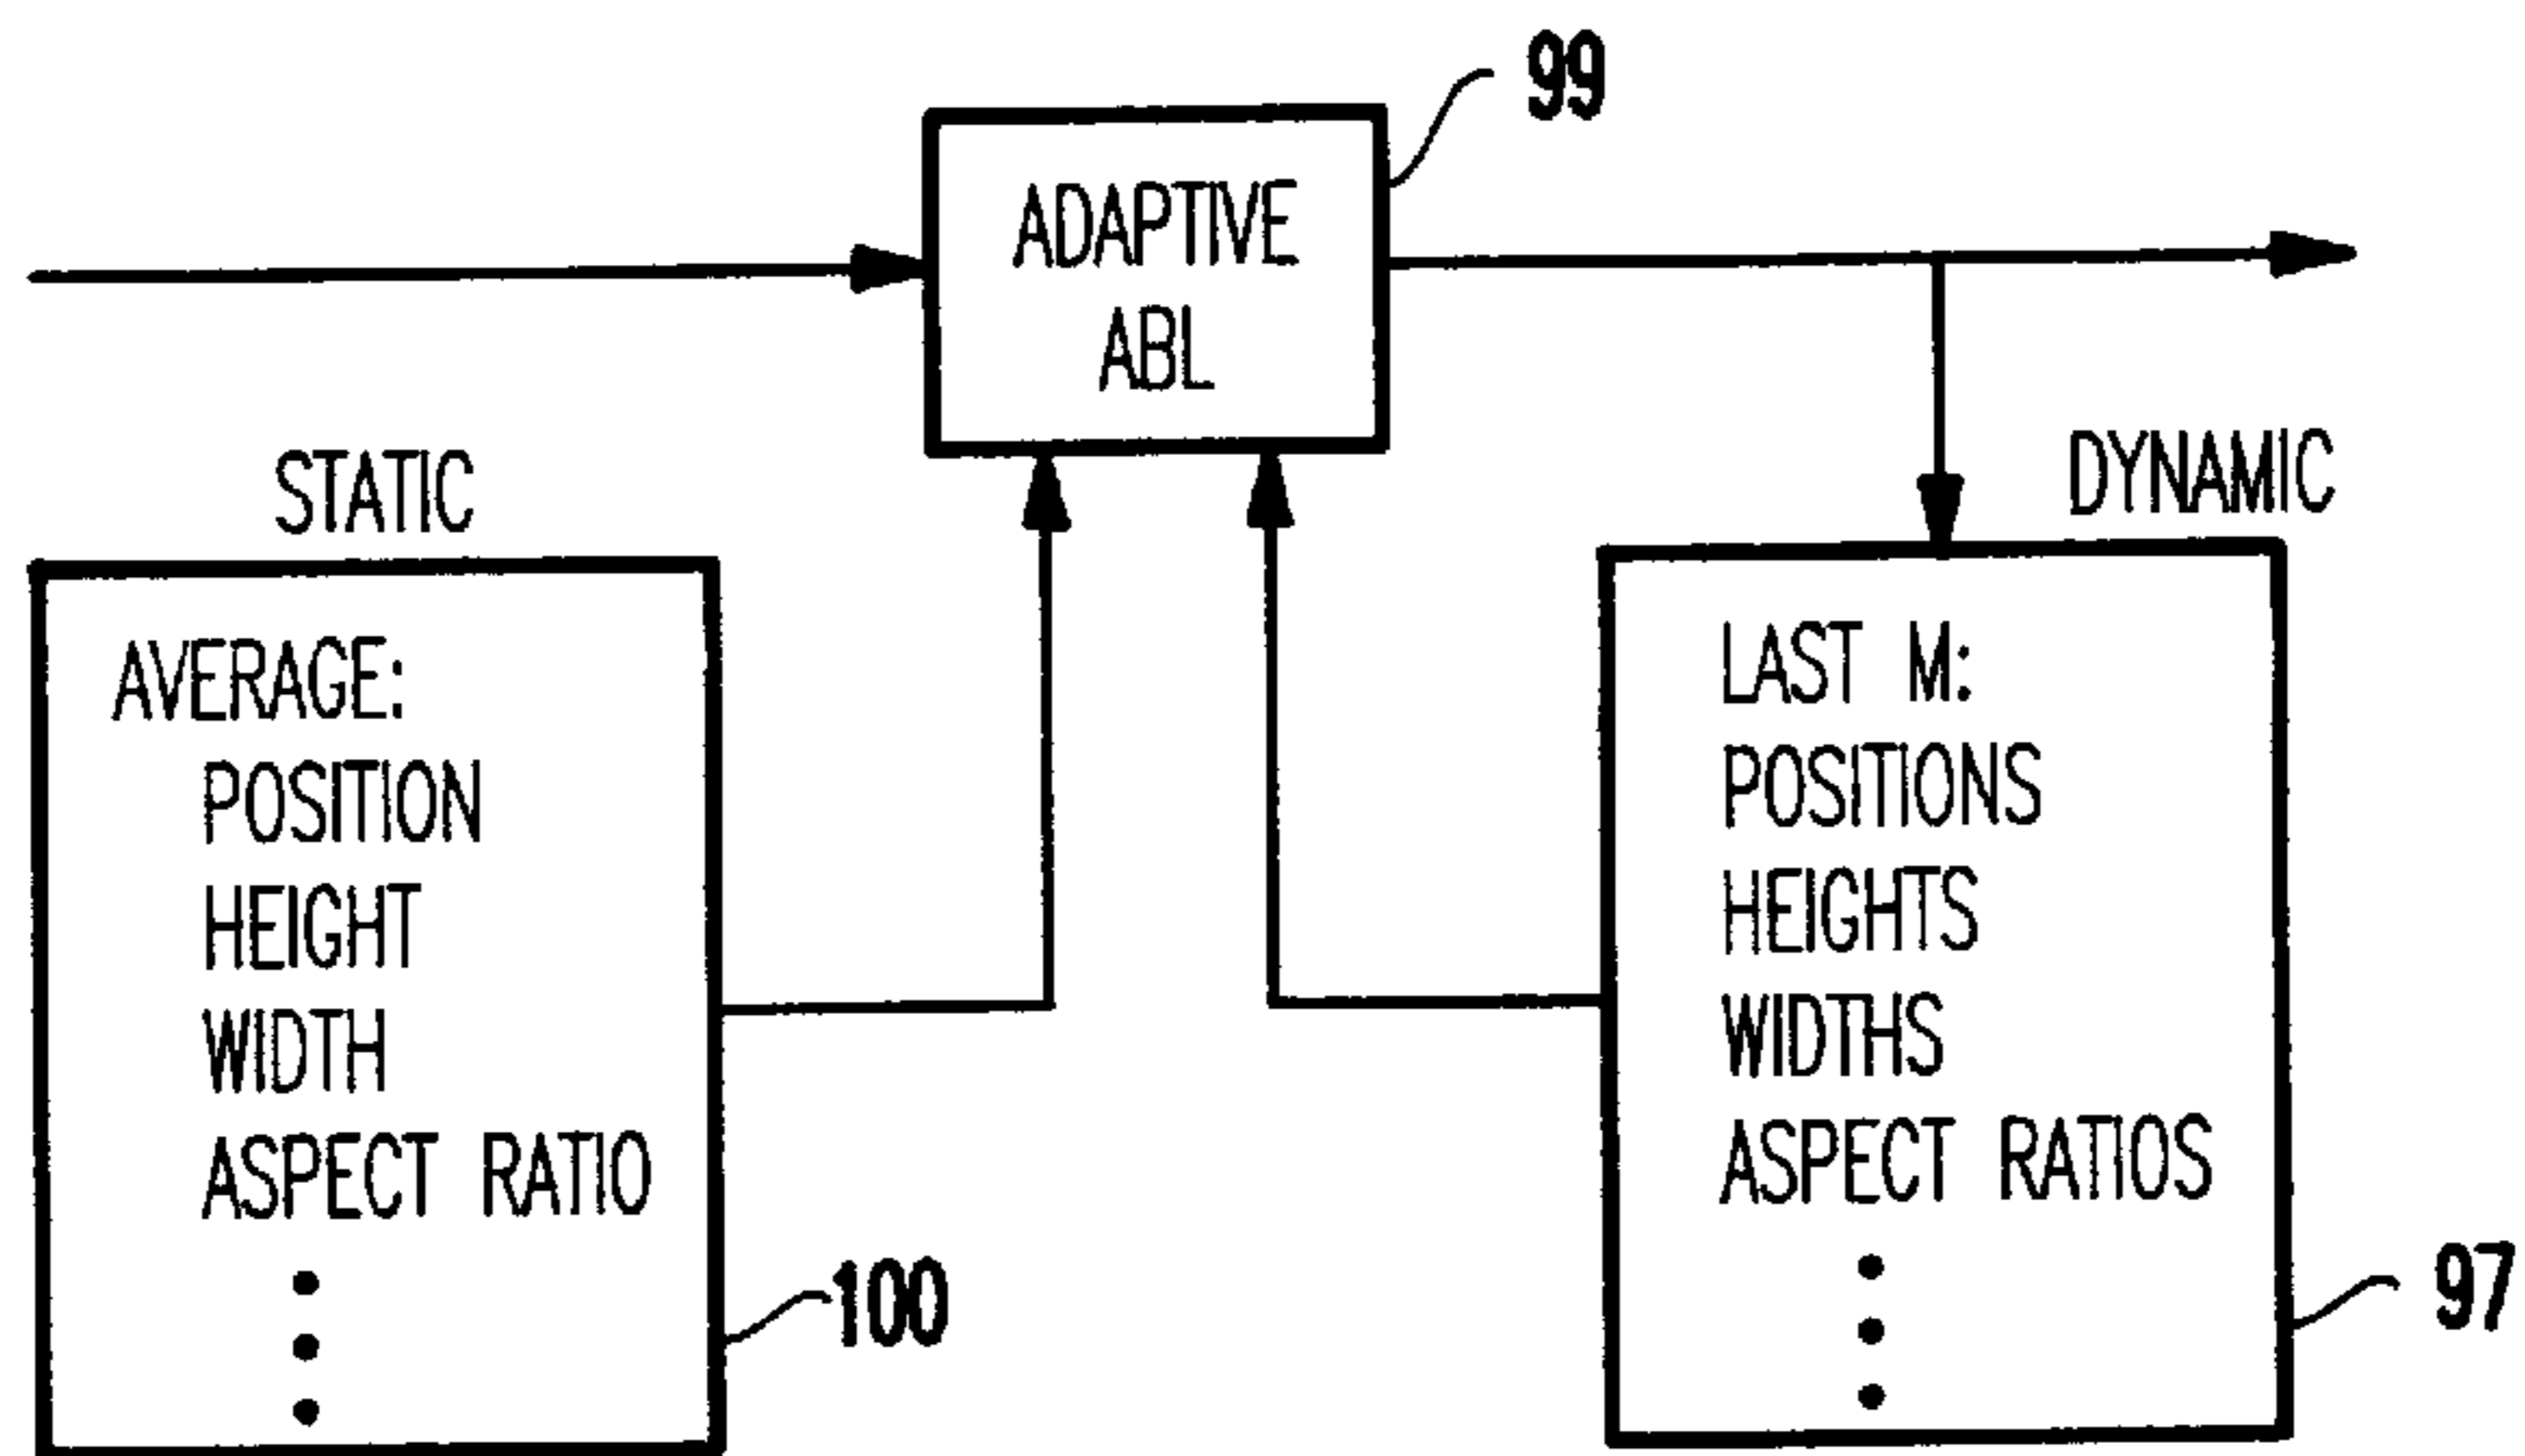 99
ADAPTIVE
ABL
STATIC
AVERAGE:
POSITION
HEIGHT
WIDTH
ASPECT RATIO
100
DYNAMIC
LAST M:
POSITIONS
HEIGHTS
WIDTHS
ASPECT RATIOS
97